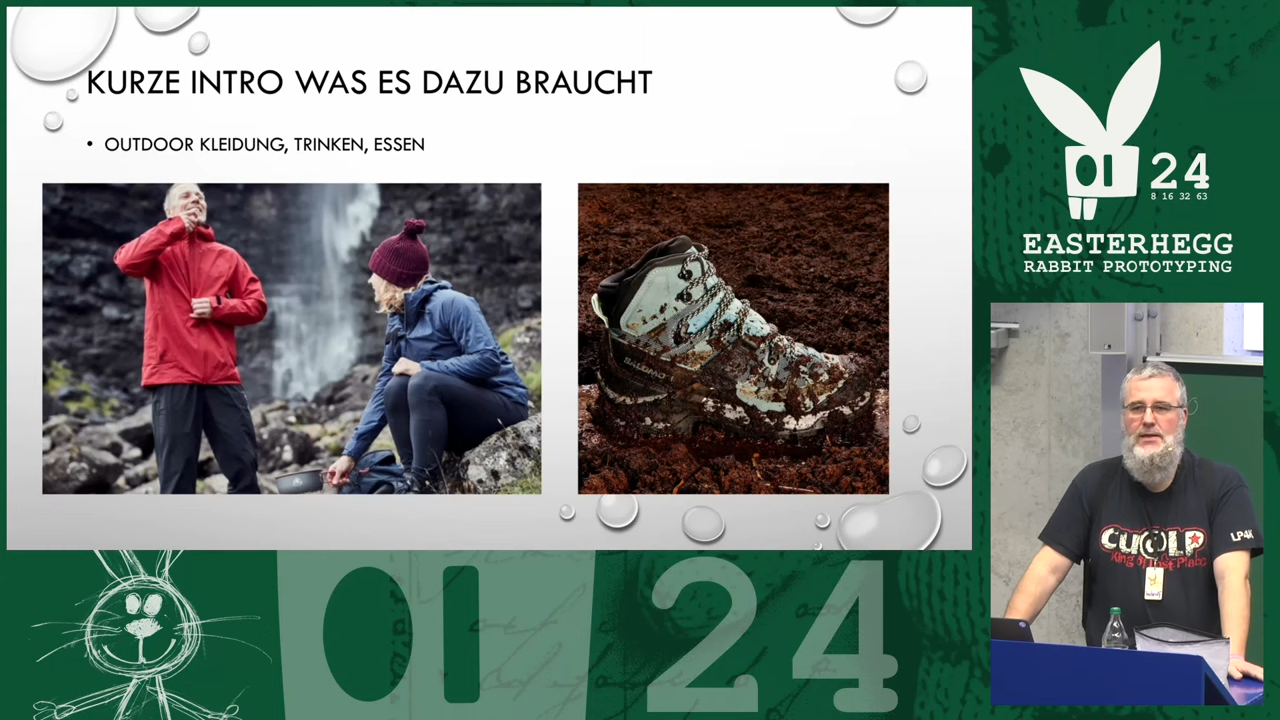 KURZE INTRO WAS ES DAZU BRAUCHT
• OUTDOOR KLEIDUNG, TRINKEN, ESSEN
SALOMON
24
8 16 32 63
EASTERHEGG
RABBIT PROTOTYPING
LP4K
24